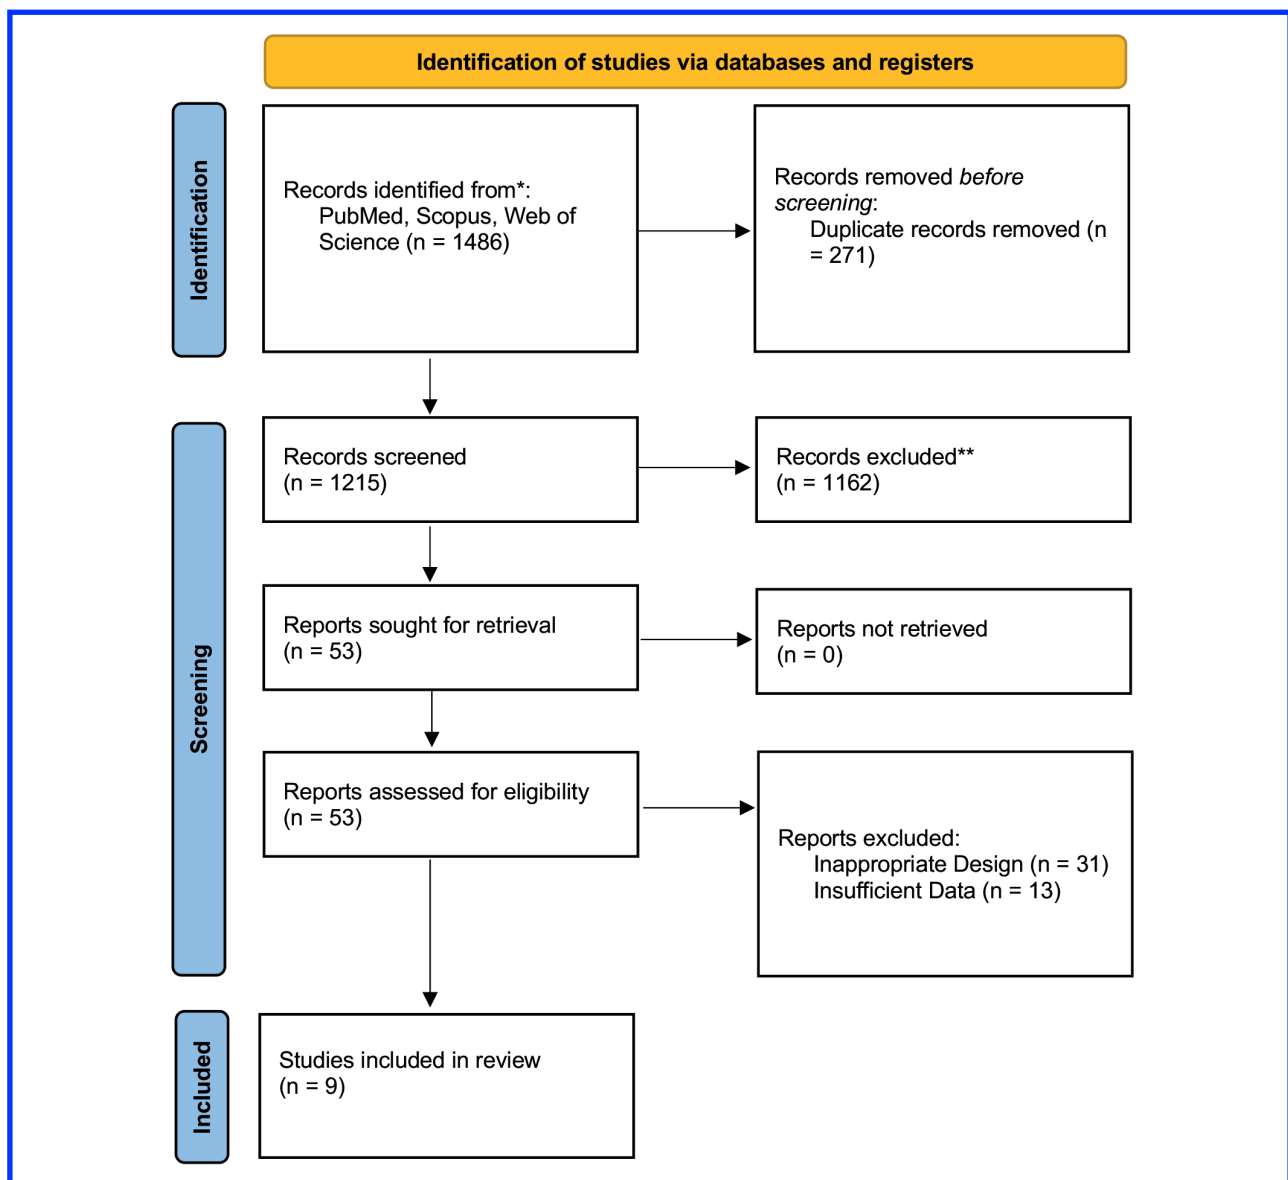 Identification of studies via databases and registers
Identification
Records identified from*:
PubMed, Scopus, Web of
Science (n = 1486)
Records removed before
screening:
Duplicate records removed (n
= 271)
Screening
Records screened
(n = 1215)
Records excluded**
(n = 1162)
Reports sought for retrieval
(n = 53)
Reports not retrieved
(n = 0)
Reports assessed for eligibility
(n = 53)
Reports excluded:
Inappropriate Design (n = 31)
Insufficient Data (n = 13)
Included
Studies included in review
(n = 9)